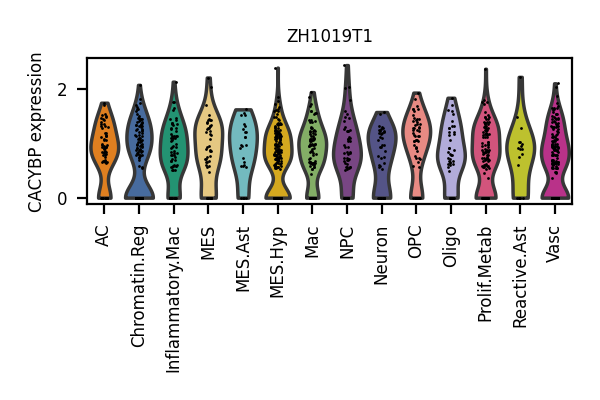 ZH1019T1
CACYBP expression
2
0
AC
Chromatin.Reg
Inflammatory.Mac
MES
MES.Ast
MES.Hyp
Mac
NPC
Neuron
OPC
Oligo
Prolif.Metab
Reactive.Ast
Vasc